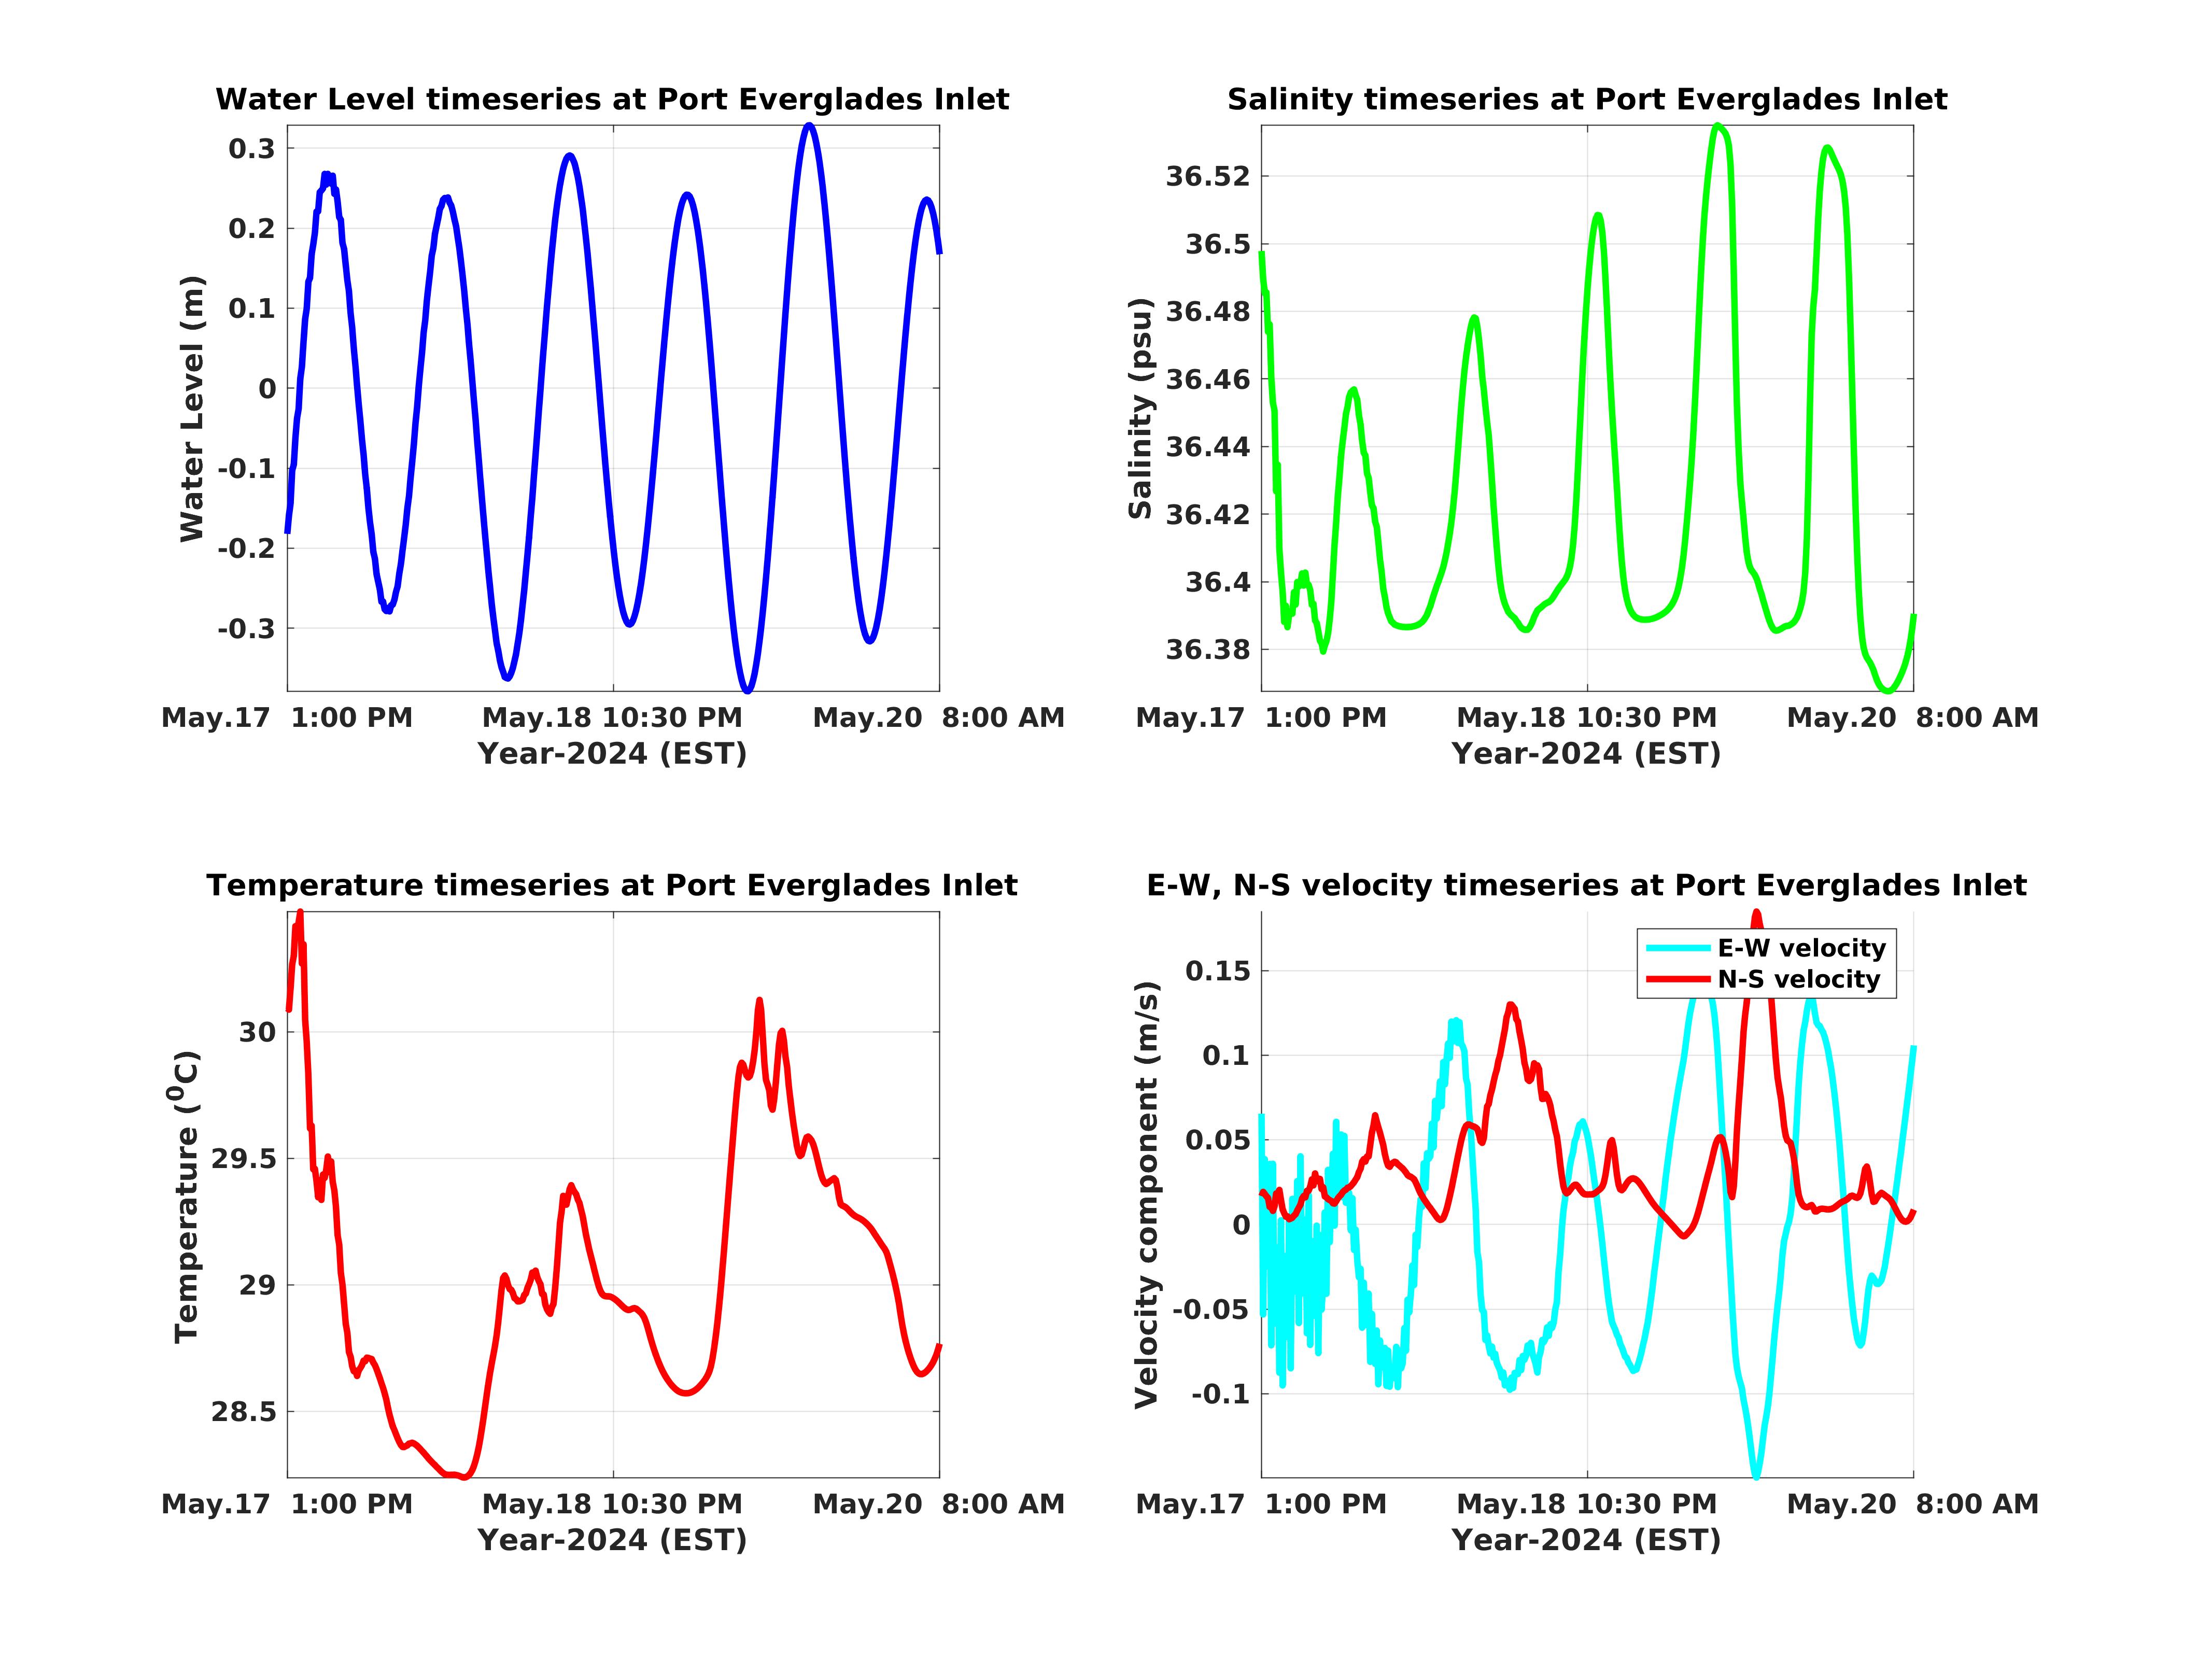 Water Level timeseries at Port Everglades Inlet
Water Level (m)
0.3
0.2
0.1
0
-0.1
-0.2
-0.3
May.17 1:00 PM May.18 10:30 PM May.20 8:00 AM
Year-2024 (EST)
Salinity timeseries at Port Everglades Inlet
Salinity (psu)
36.52
36.5
36.48
36.46
36.44
36.42
36.4
36.38
May.17 1:00 PM May.18 10:30 PM May.20 8:00 AM
Year-2024 (EST)
Temperature timeseries at Port Everglades Inlet
Temperature (⁰C)
30
29.5
29
28.5
May.17 1:00 PM May.18 10:30 PM May.20 8:00 AM
Year-2024 (EST)
E-W, N-S velocity timeseries at Port Everglades Inlet
Velocity component (m/s)
0.15
0.1
0.05
0
-0.05
-0.1
E-W velocity
N-S velocity
May.17 1:00 PM May.18 10:30 PM May.20 8:00 AM
Year-2024 (EST)